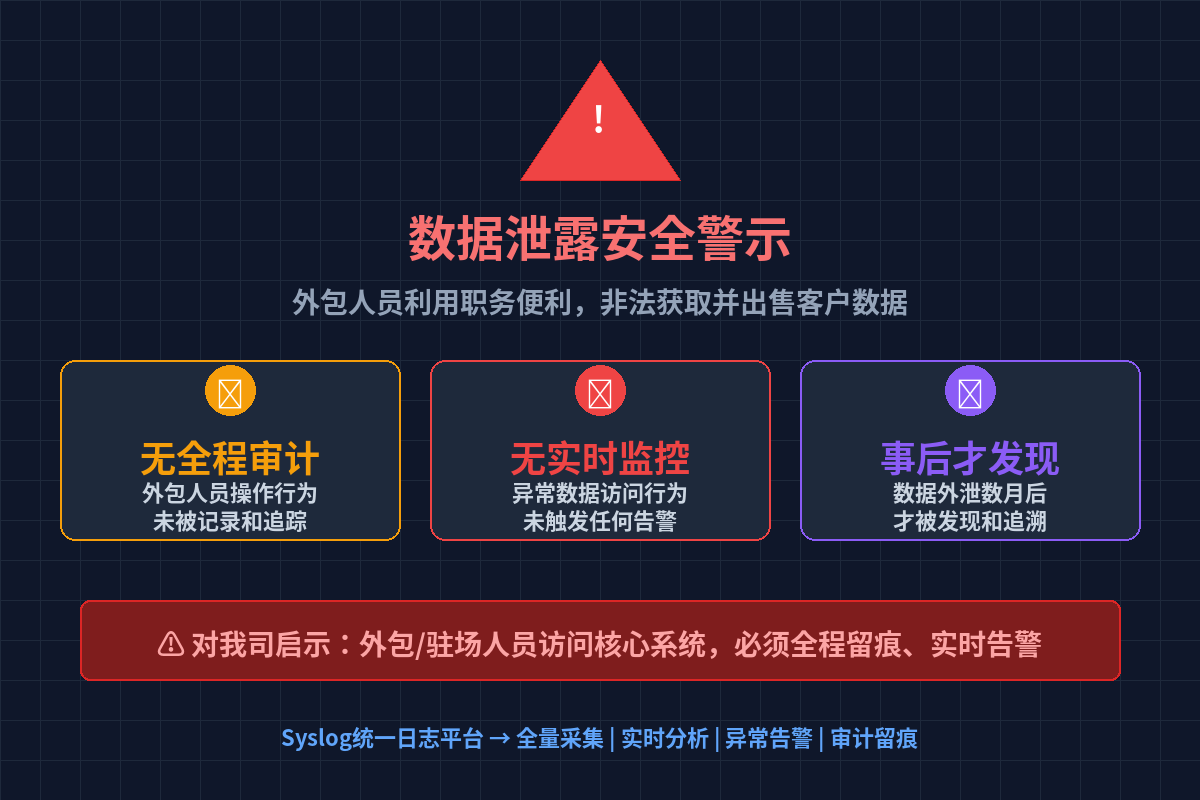 !
数据泄露安全警示
外包人员利用职务便利，非法获取并出售客户数据
无全程审计
外包人员操作行为
未被记录和追踪
无实时监控
异常数据访问行为
未触发任何告警
事后才发现
数据外泄数月后
才被发现和追溯
⚠ 对我司启示：外包/驻场人员访问核心系统，必须全程留痕、实时告警
Syslog统一日志平台 → 全量采集 | 实时分析 | 异常告警 | 审计留痕